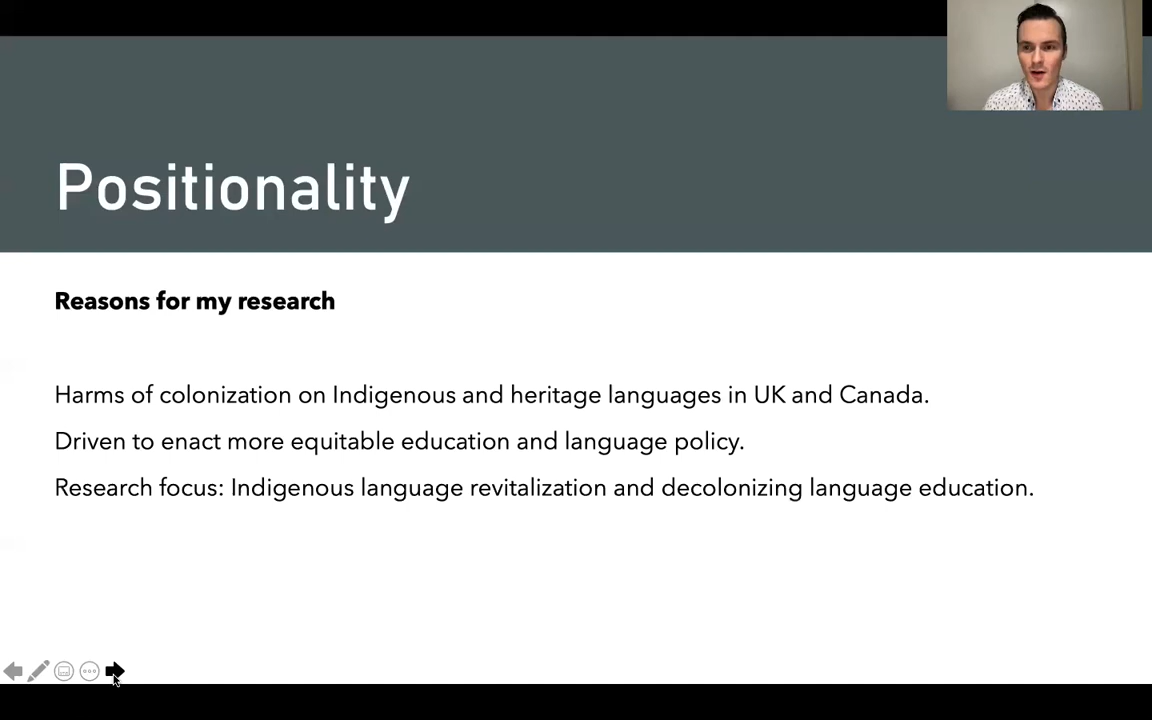 Positionality
Reasons for my research
Harms of colonization on Indigenous and heritage languages in UK and Canada.
Driven to enact more equitable education and language policy.
Research focus: Indigenous language revitalization and decolonizing language education.